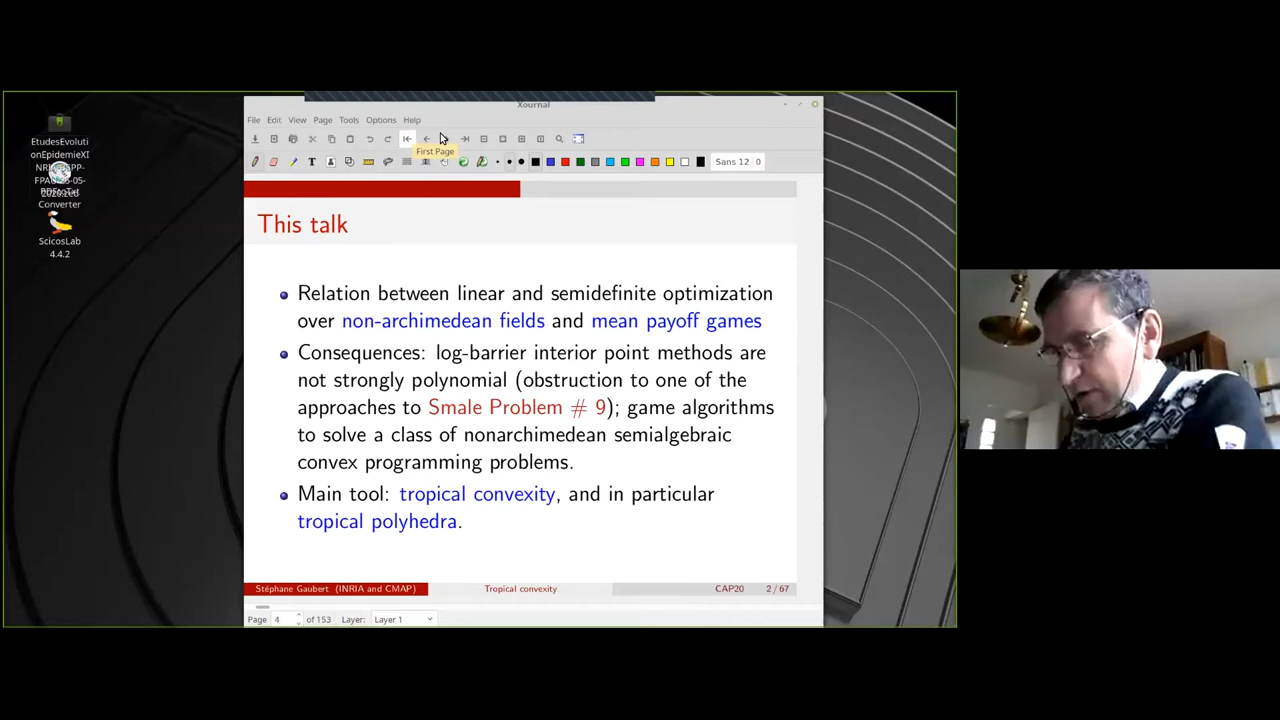 Xournal
File Edit View Page Tools Options Help
First Page
Sans 12
This talk
Relation between linear and semidefinite optimization
over non-archimedean fields and mean payoff games
Consequences: log-barrier interior point methods are
not strongly polynomial (obstruction to one of the
approaches to Smale Problem # 9); game algorithms
to solve a class of nonarchimedean semialgebraic
convex programming problems.
Main tool: tropical convexity, and in particular
tropical polyhedra.
Stéphane Gaubert (INRIA and CMAP) Tropical convexity CAP20 2 / 67
Page 4 of 153 Layer: Layer 1
EtudesEvoluti
onEpidemieXI
Converter
ScicosLab
4.4.2